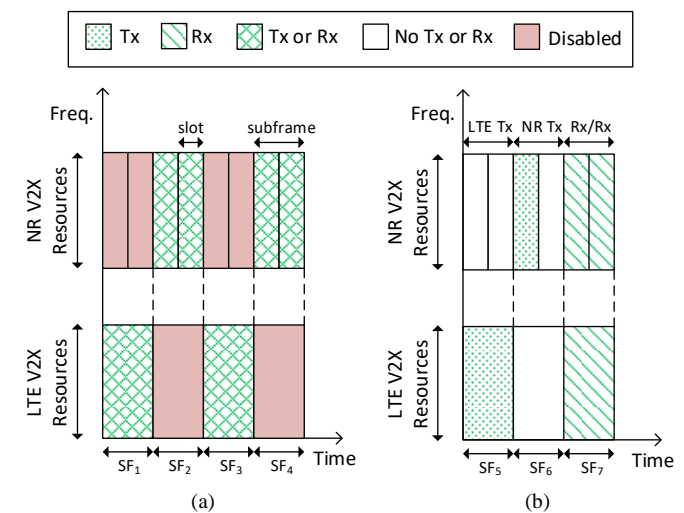 Tx Rx Tx or Rx No Tx or Rx Disabled
Freq.
slot subframe
NR V2X
Resources
LTE V2X
Resources
SF1 SF2 SF3 SF4
Time
(a)
Freq.
LTE Tx NR Tx Rx/Rx
NR V2X
Resources
LTE V2X
Resources
SF5 SF6 SF7
Time
(b)